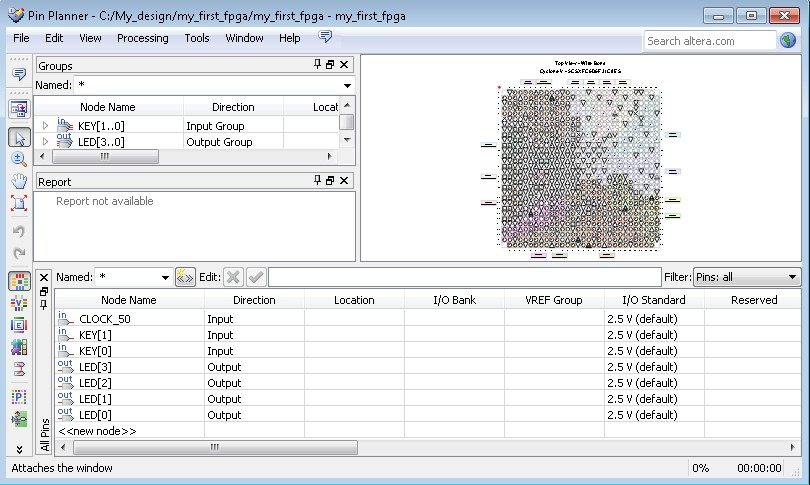 Pin Planner - C:/My_design/my_first_fpga/my_first_fpga - my_first_fpga
File Edit View Processing Tools Window Help
Search altera.com
Groups
Named: *
Node Name Direction Locat
KEY[1..0] Input Group
LED[3..0] Output Group
Report
Report not available
Top View - Wire Bond
Named: * Edit: Filter: Pins: all
Node Name Direction Location I/O Bank VREF Group I/O Standard Reserved
in CLOCK_50 Input 2.5 V (default)
in KEY[1] Input 2.5 V (default)
in KEY[0] Input 2.5 V (default)
out LED[3] Output 2.5 V (default)
out LED[2] Output 2.5 V (default)
out LED[1] Output 2.5 V (default)
out LED[0] Output 2.5 V (default)
<<new node>>
All Pins
Attaches the window 0% 00:00:00